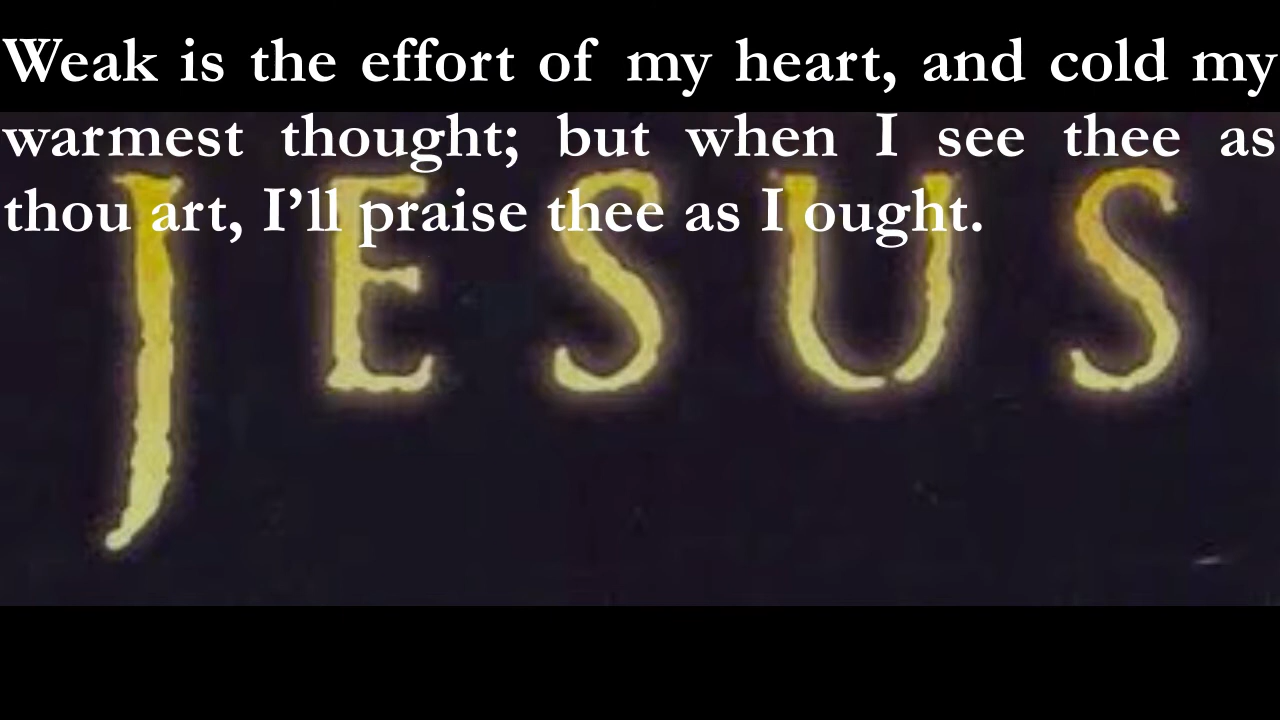 Weak is the effort of my heart, and cold my
warmest thought; but when I see thee as
thou art, I’ll praise thee as I ought.
JESUS